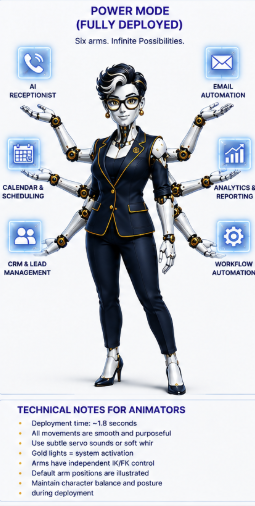 POWER MODE
(FULLY DEPLOYED)
Six arms. Infinite Possibilities.
AI
RECEPTIONIST
EMAIL
AUTOMATION
CALENDAR &
SCHEDULING
ANALYTICS &
REPORTING
CRM & LEAD
MANAGEMENT
WORKFLOW
AUTOMATION
TECHNICAL NOTES FOR ANIMATORS
• Deployment time: ~1.8 seconds
• All movements are smooth and purposeful
• Use subtle servo sounds or soft whir
• Gold lights = system activation
• Arms have independent IK/FK control
• Default arm positions are illustrated
• Maintain character balance and posture
• during deployment